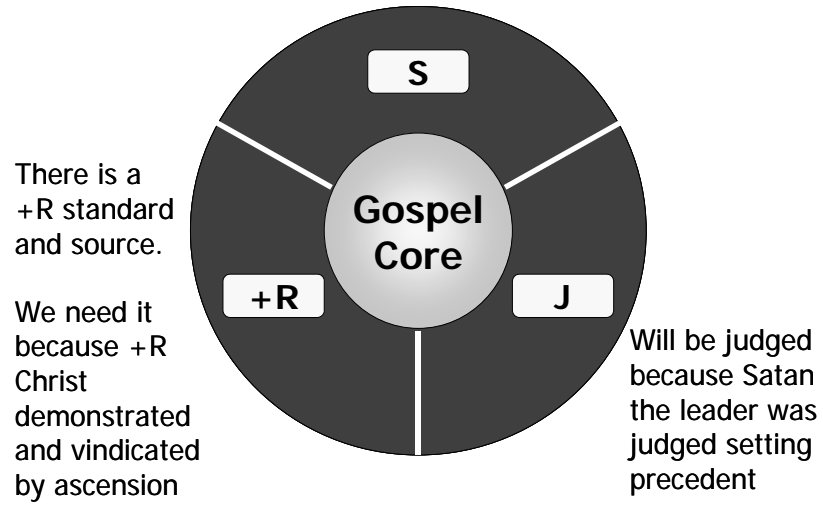 S
There is a
+R standard
and source.
We need it
because +R
Christ
demonstrated
and vindicated
by ascension
Gospel
Core
+R
J
Will be judged
because Satan
the leader was
judged setting
precedent